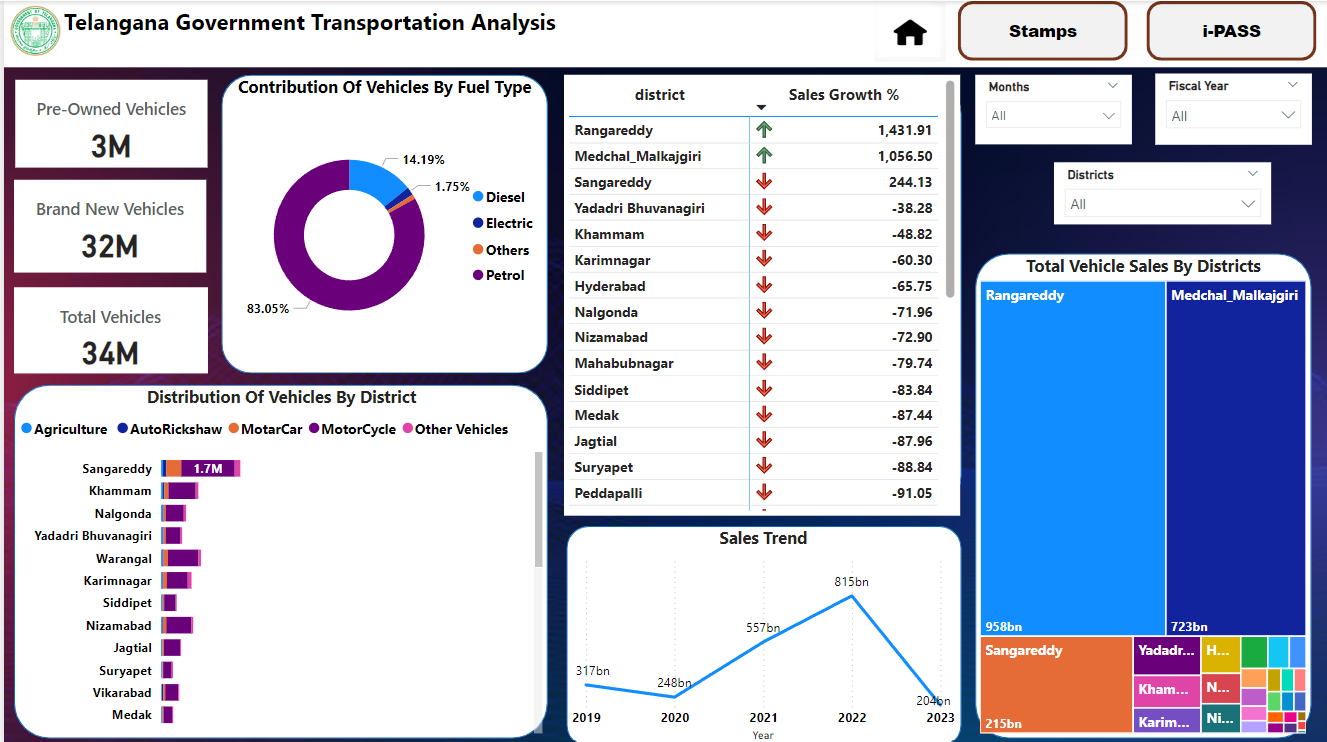 Telangana Government Transportation Analysis
Stamps
i-PASS
Pre-Owned Vehicles
3M
Brand New Vehicles
32M
Total Vehicles
34M
Contribution Of Vehicles By Fuel Type
14.19%
1.75%
83.05%
Diesel
Electric
Others
Petrol
district Sales Growth %
Rangareddy 1,431.91
Medchal_Malkajgiri 1,056.50
Sangareddy 244.13
Yadadri Bhuvanagiri -38.28
Khammam -48.82
Karimnagar -60.30
Hyderabad -65.75
Nalgonda -71.96
Nizamabad -72.90
Mahabubnagar -79.74
Siddipet -83.84
Medak -87.44
Jagtial -87.96
Suryapet -88.84
Peddapalli -91.05
Months
All
Fiscal Year
All
Districts
All
Distribution Of Vehicles By District
Agriculture AutoRickshaw MotarCar MotorCycle Other Vehicles
Sangareddy 1.7M
Khammam
Nalgonda
Yadadri Bhuvanagiri
Warangal
Karimnagar
Siddipet
Nizamabad
Jagtial
Suryapet
Vikarabad
Medak
Sales Trend
317bn
248bn
557bn
815bn
204bn
2019 2020 2021 2022 2023
Year
Total Vehicle Sales By Districts
Rangareddy
958bn
Medchal_Malkajgiri
723bn
Sangareddy
215bn
Yadadr...
Kham...
Karim...
H...
N...
Ni...